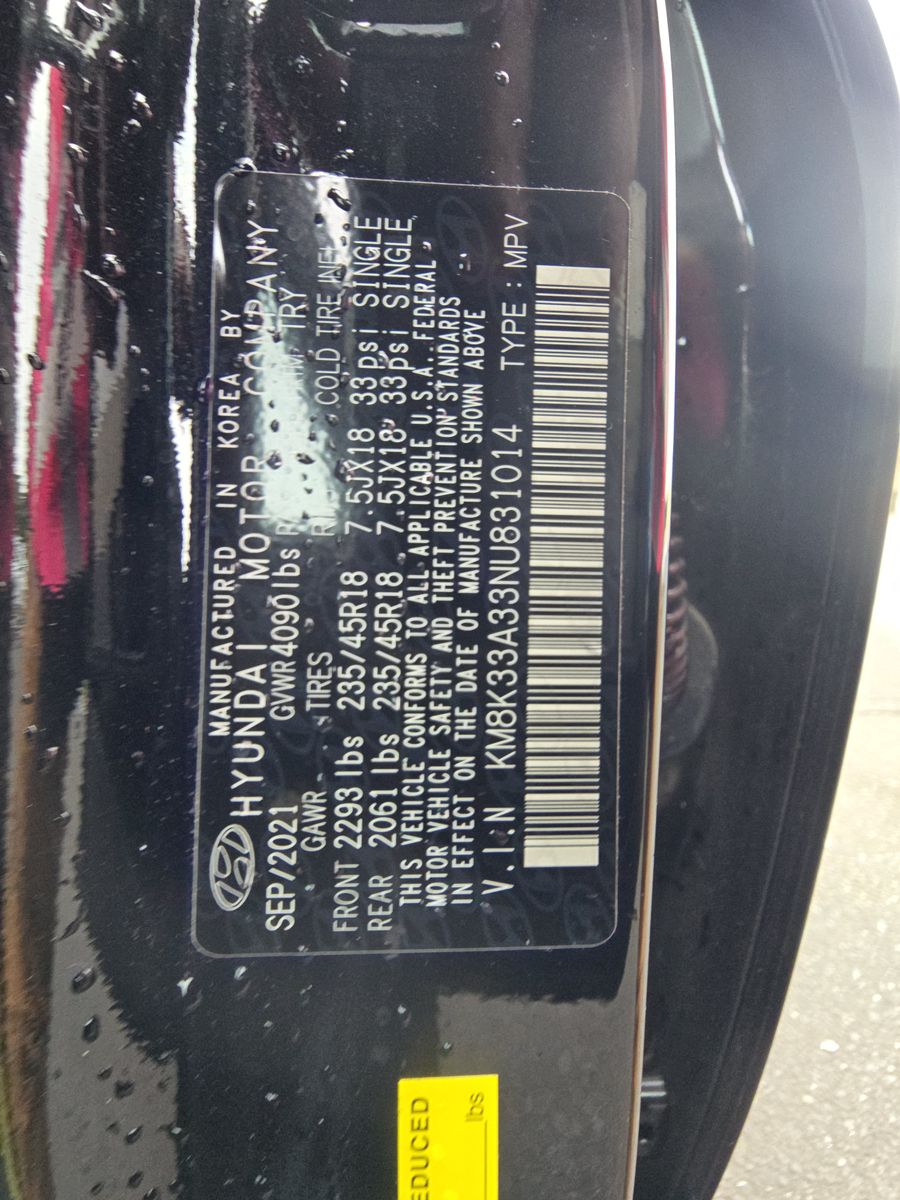 MANUFACTURED IN KOREA BY
HYUNDAI MOTOR COMPANY
SEP/2021 GVWR4090lbs TRY
GAWR TIRES COLD TIRE
FRONT 2293lbs 235/45R18 7.5JX18 33psi SINGLE
REAR 2061lbs 235/45R18 7.5JX18 33psi SINGLE
THIS VEHICLE CONFORMS TO ALL APPLICABLE U.S.A. FEDERAL
MOTOR VEHICLE SAFETY AND THEFT PREVENTION STANDARDS
IN EFFECT ON THE DATE OF MANUFACTURE SHOWN ABOVE
V.I.N KM8K33A33NU831014 TYPE : MPV
EDUCED
lbs